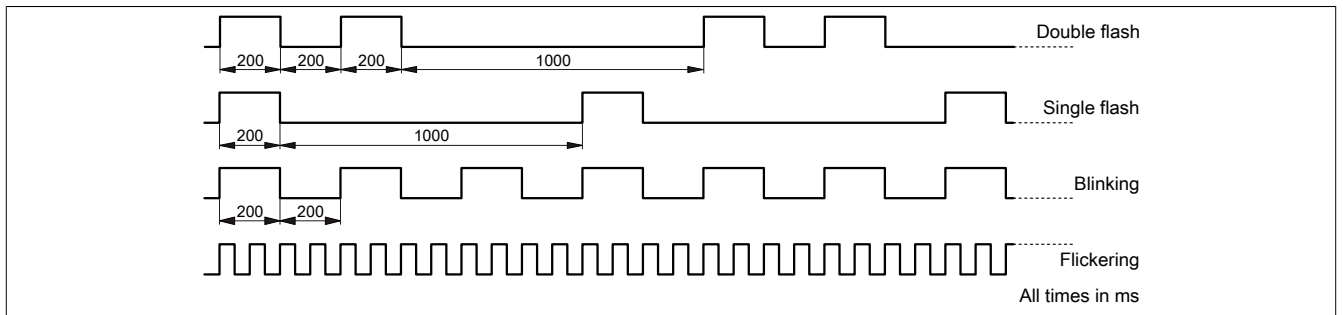 Double flash
200 200 200 1000
Single flash
200 1000
Blinking
200 200
Flickering
All times in ms